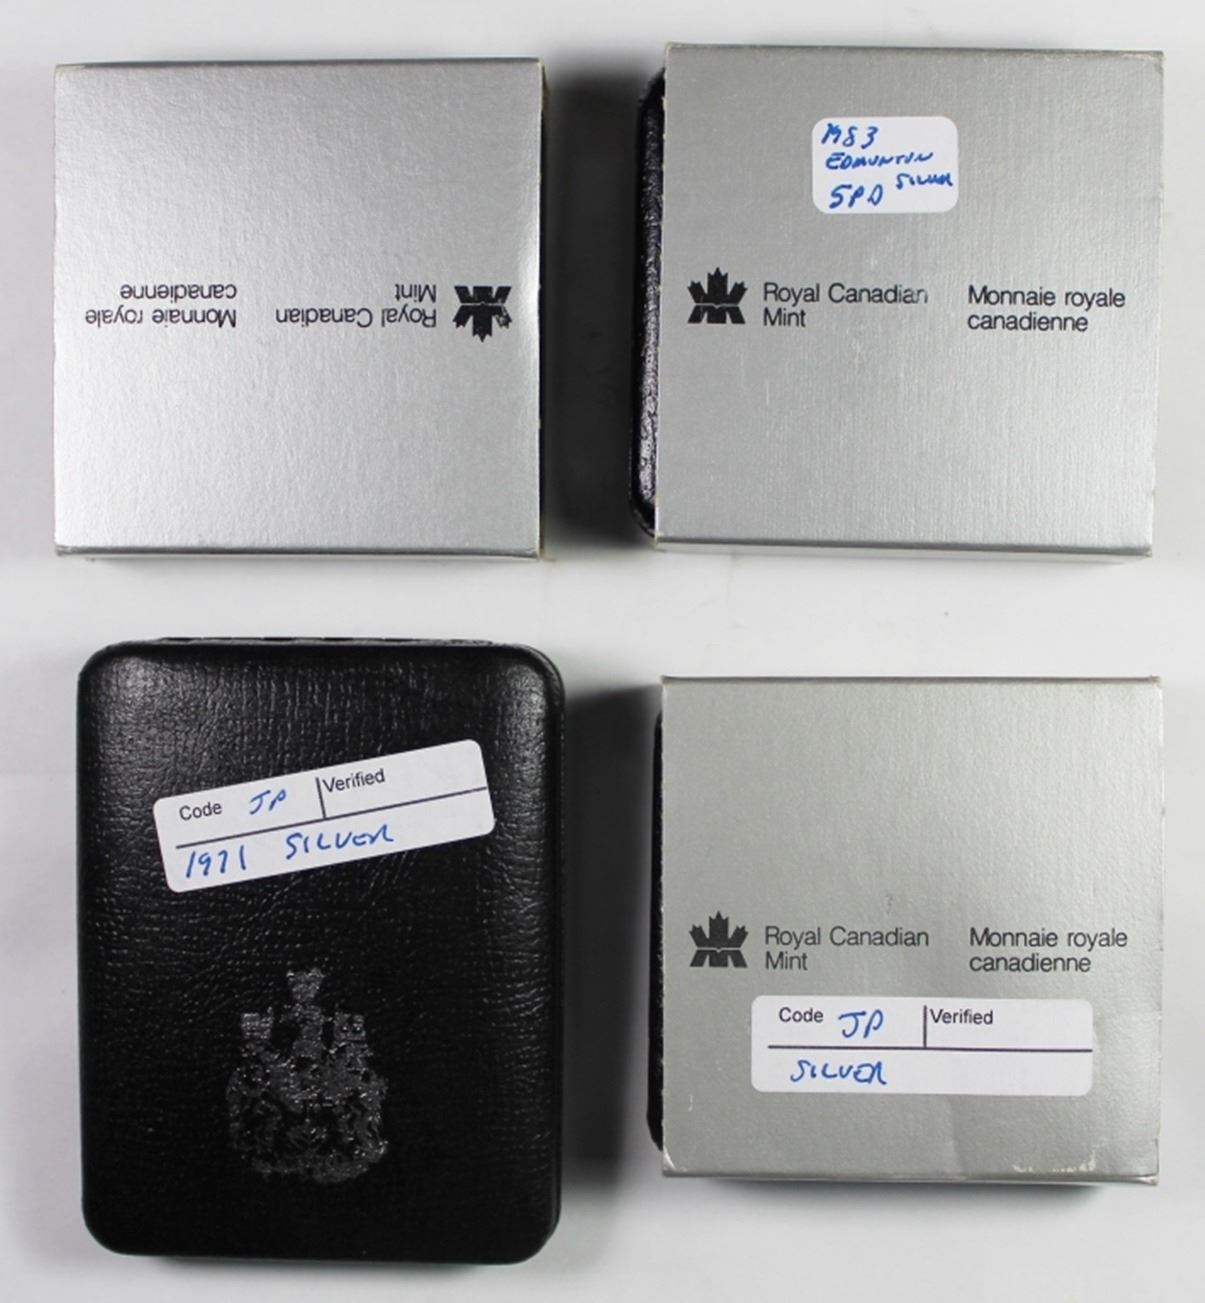 Royal Canadian Monnaie royale
Mint canadienne
1983
EDMUNTUN
SPD SILVER
Royal Canadian Monnaie royale
Mint canadienne
Code JP Verified
1971 SILVER
Royal Canadian Monnaie royale
Mint canadienne
Code JP Verified
SILVER